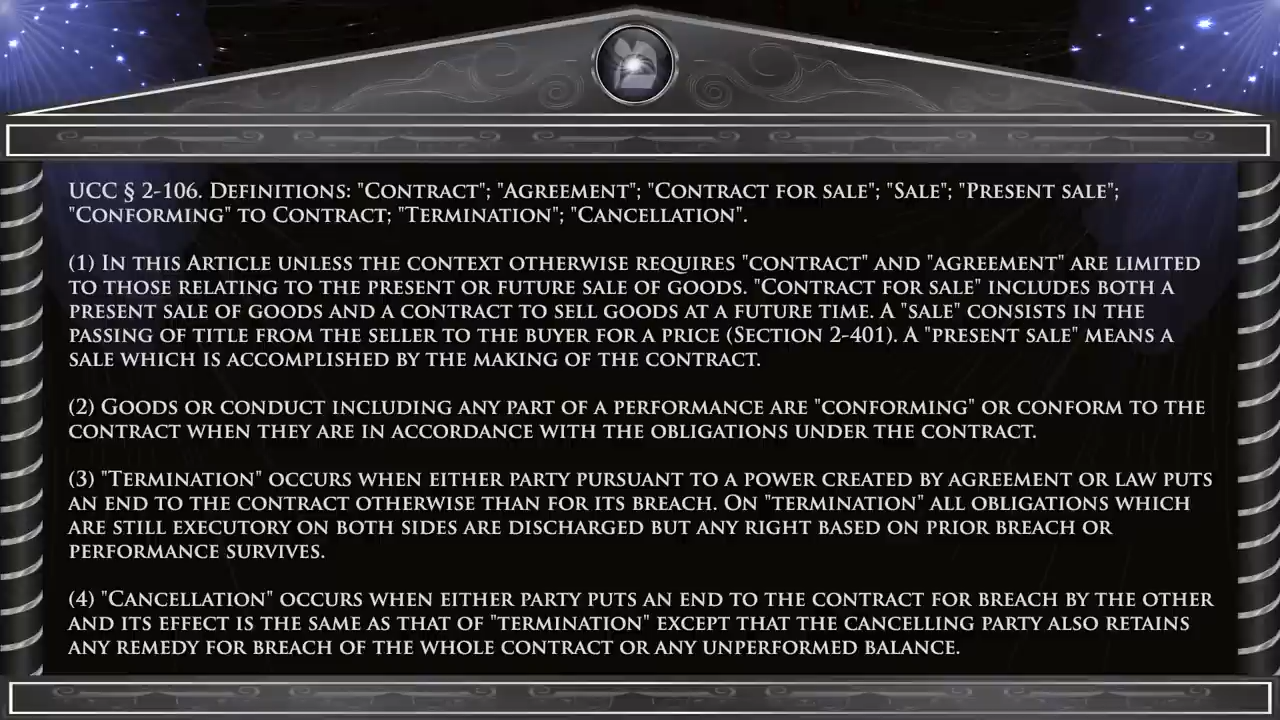 UCC § 2-106. Definitions: "Contract"; "Agreement"; "Contract for sale"; "Sale"; "Present sale";
"Conforming" to Contract; "Termination"; "Cancellation".
(1) In this Article unless the context otherwise requires "contract" and "agreement" are limited
to those relating to the present or future sale of goods. "Contract for sale" includes both a
present sale of goods and a contract to sell goods at a future time. A "sale" consists in the
passing of title from the seller to the buyer for a price (Section 2-401). A "present sale" means a
sale which is accomplished by the making of the contract.
(2) Goods or conduct including any part of a performance are "conforming" or conform to the
contract when they are in accordance with the obligations under the contract.
(3) "Termination" occurs when either party pursuant to a power created by agreement or law puts
an end to the contract otherwise than for its breach. On "termination" all obligations which
are still executory on both sides are discharged but any right based on prior breach or
performance survives.
(4) "Cancellation" occurs when either party puts an end to the contract for breach by the other
and its effect is the same as that of "termination" except that the cancelling party also retains
any remedy for breach of the whole contract or any unperformed balance.